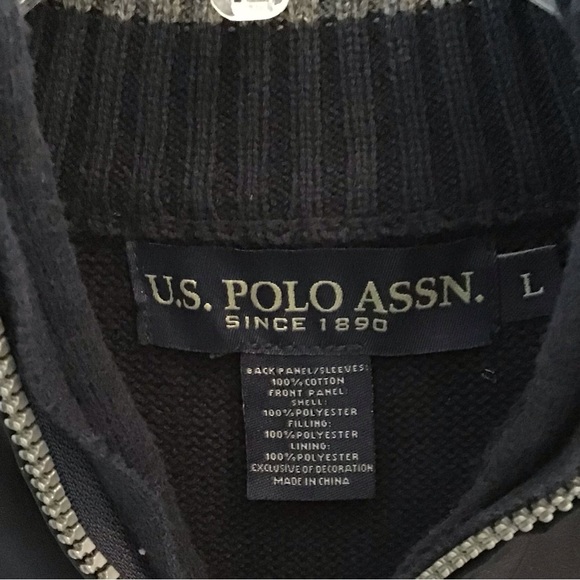 U.S. POLO ASSN.
SINCE 1890
L
BACK PANEL/SLEEVES:
100% COTTON
FRONT PANEL:
SHELL:
100% POLYESTER
FILLING:
100% POLYESTER
LINING:
100% POLYESTER
EXCLUSIVE OF DECORATION
MADE IN CHINA